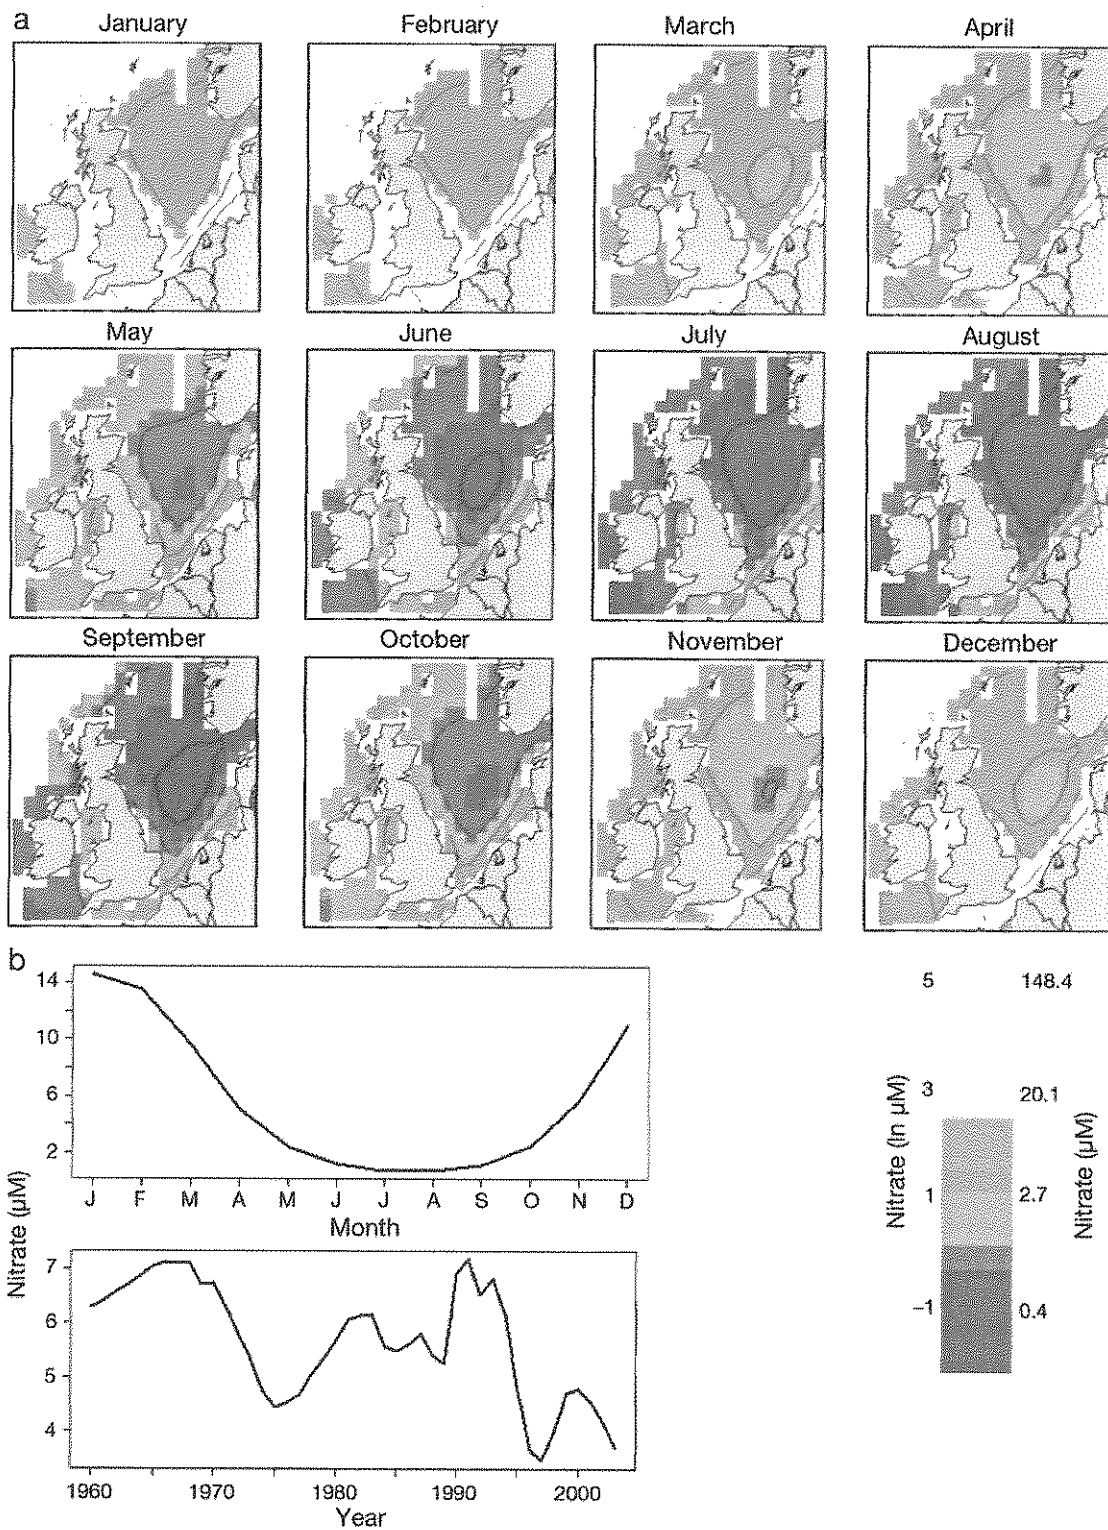 a
January February March April
May June July August
September October November December
b
14
10
6
2
J F M A M J J A S O N D
Month
Nitrate (µM)
7
6
5
4
1960 1970 1980 1990 2000
Year
5 148.4
3 20.1
1 2.7
–1 0.4
Nitrate (ln µM)
Nitrate (µM)